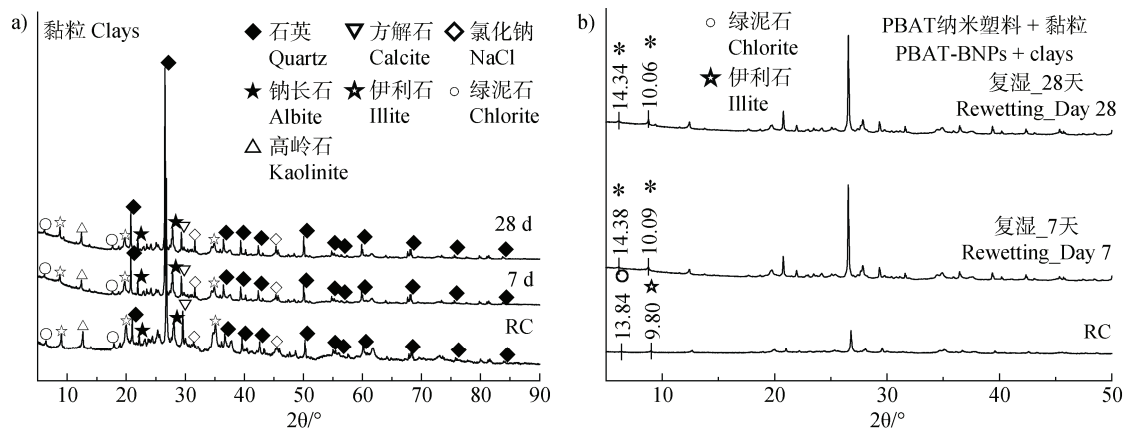 a)
黏粒 Clays
石英
Quartz
方解石
Calcite
氯化钠
NaCl
钠长石
Albite
伊利石
Illite
绿泥石
Chlorite
高岭石
Kaolinite
28 d
7 d
RC
10 20 30 40 50 60 70 80 90
2θ/°
b)
绿泥石
Chlorite
伊利石
Illite
PBAT纳米塑料 + 黏粒
PBAT-BNPs + clays
复湿_28天
Rewetting_Day 28
14.34 *
10.06 *
复湿_7天
Rewetting_Day 7
14.38 *
10.09 *
RC
13.84
9.80
5 10 20 30 40 50
2θ/°